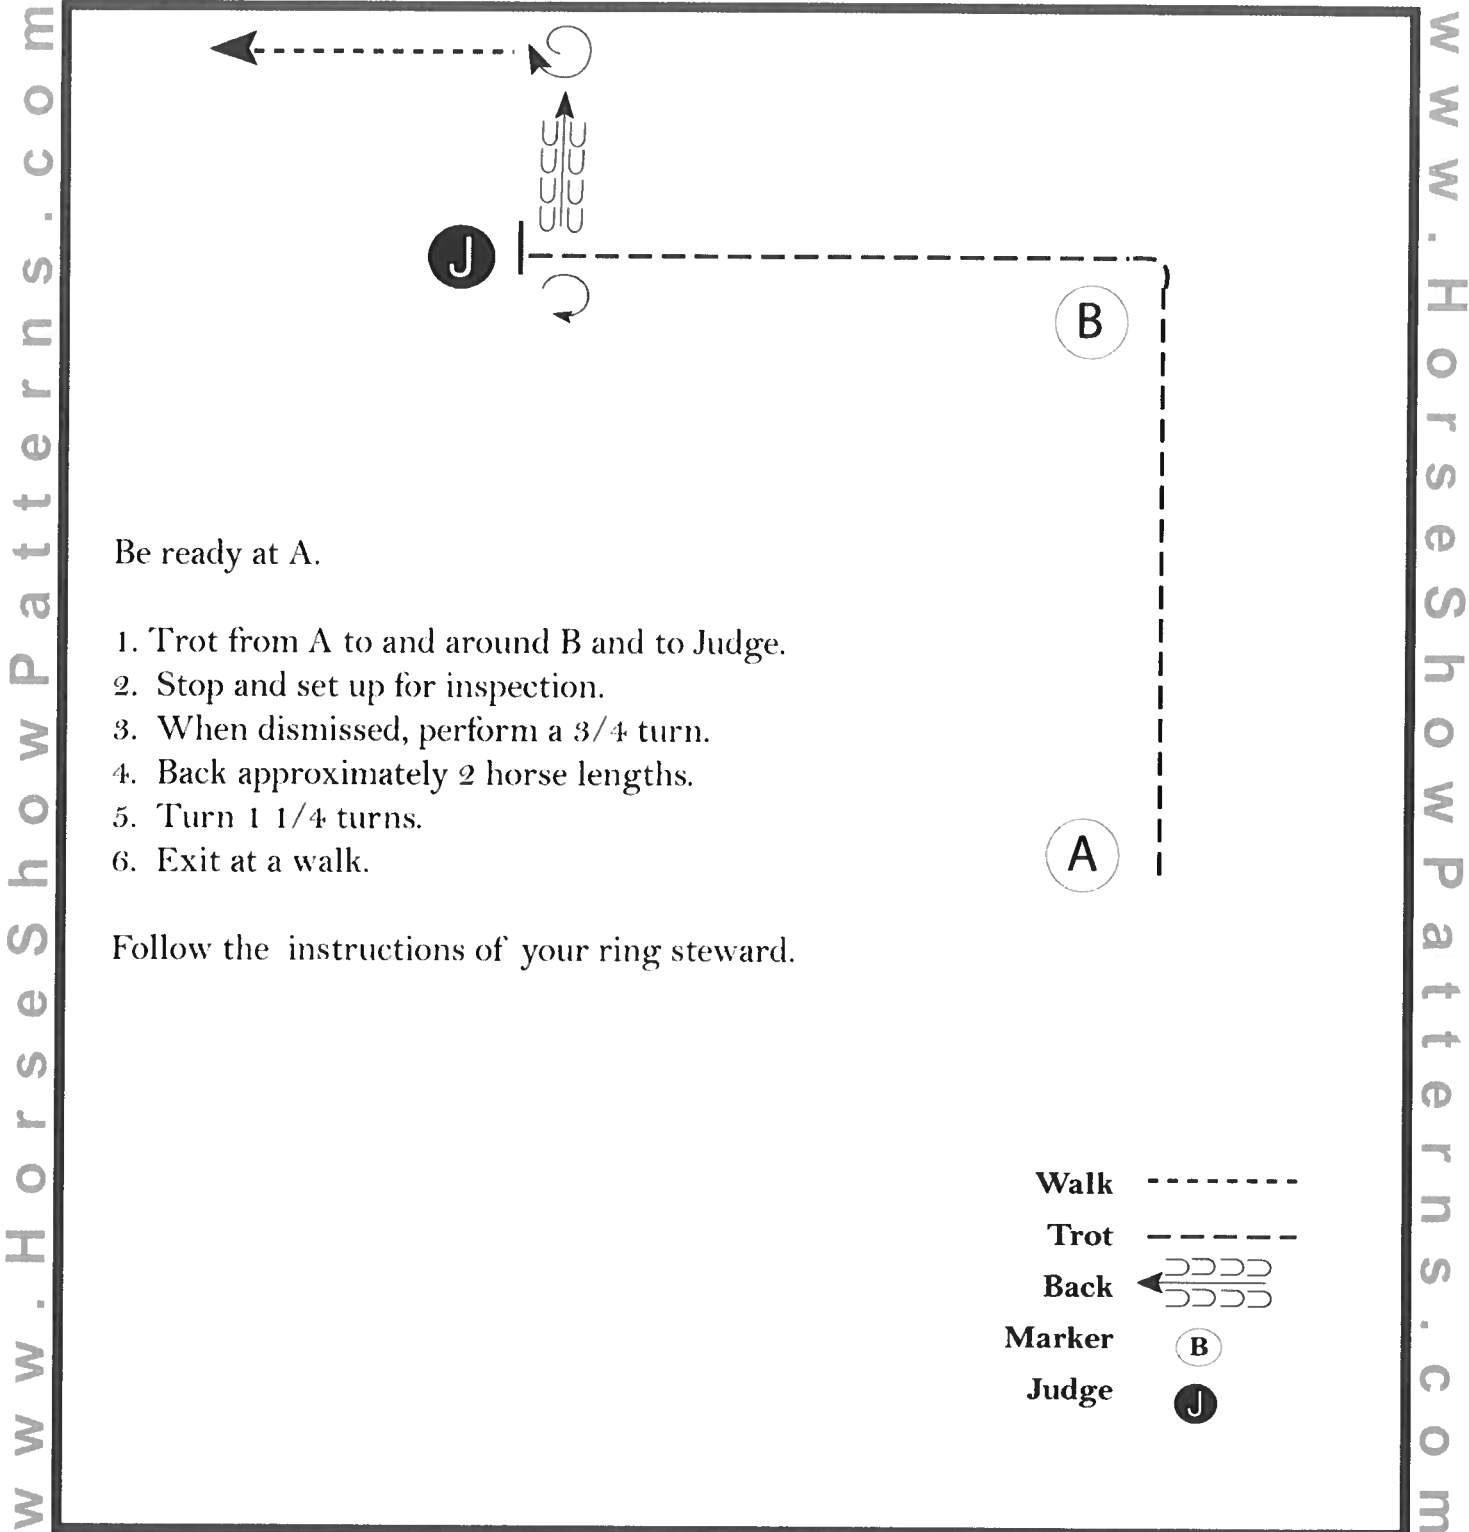 www.HorseShowPatterns.com
J
B
Be ready at A.
1. Trot from A to and around B and to Judge.
2. Stop and set up for inspection.
3. When dismissed, perform a 3/4 turn.
4. Back approximately 2 horse lengths.
5. Turn 1 1/4 turns.
6. Exit at a walk.
A
Follow the instructions of your ring steward.
Walk
Trot
Back
Marker B
Judge J
www.HorseShowPatterns.com